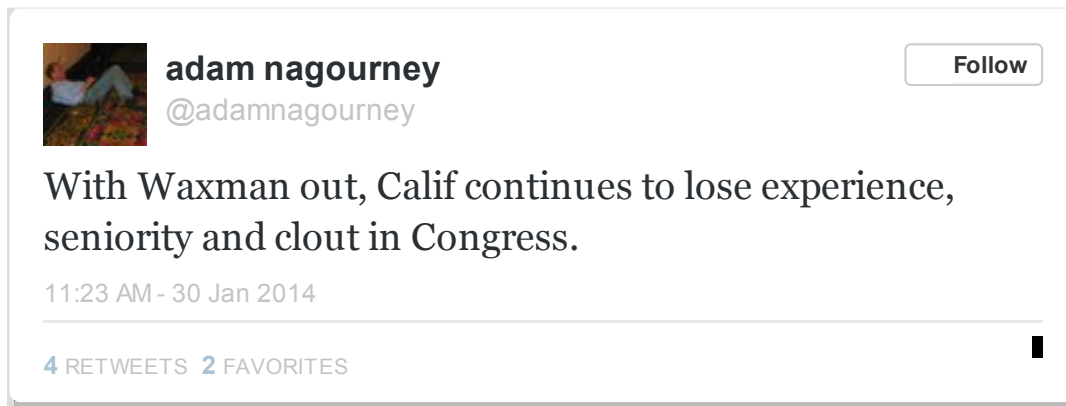 adam nagourney
Follow
@adamnagourney
With Waxman out, Calif continues to lose experience,
seniority and clout in Congress.
11:23 AM - 30 Jan 2014
4 RETWEETS 2 FAVORITES